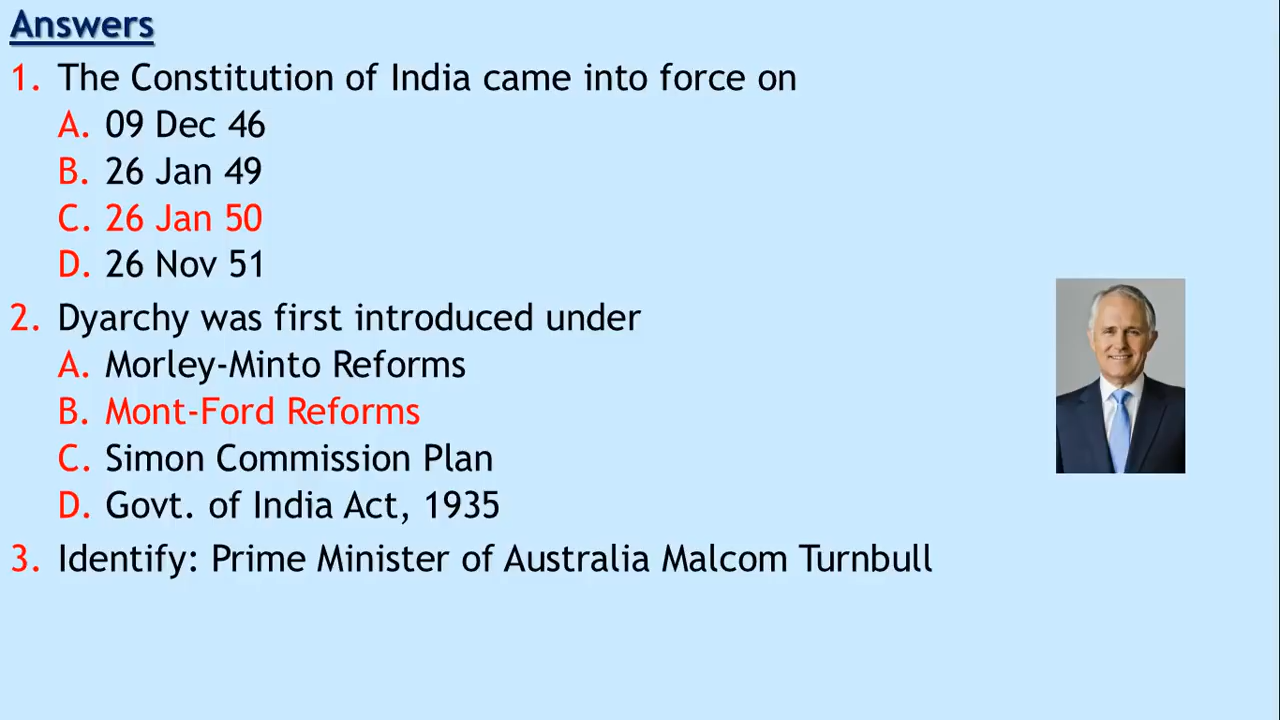 Answers
1. The Constitution of India came into force on
A. 09 Dec 46
B. 26 Jan 49
C. 26 Jan 50
D. 26 Nov 51
2. Dyarchy was first introduced under
A. Morley-Minto Reforms
B. Mont-Ford Reforms
C. Simon Commission Plan
D. Govt. of India Act, 1935
3. Identify: Prime Minister of Australia Malcom Turnbull